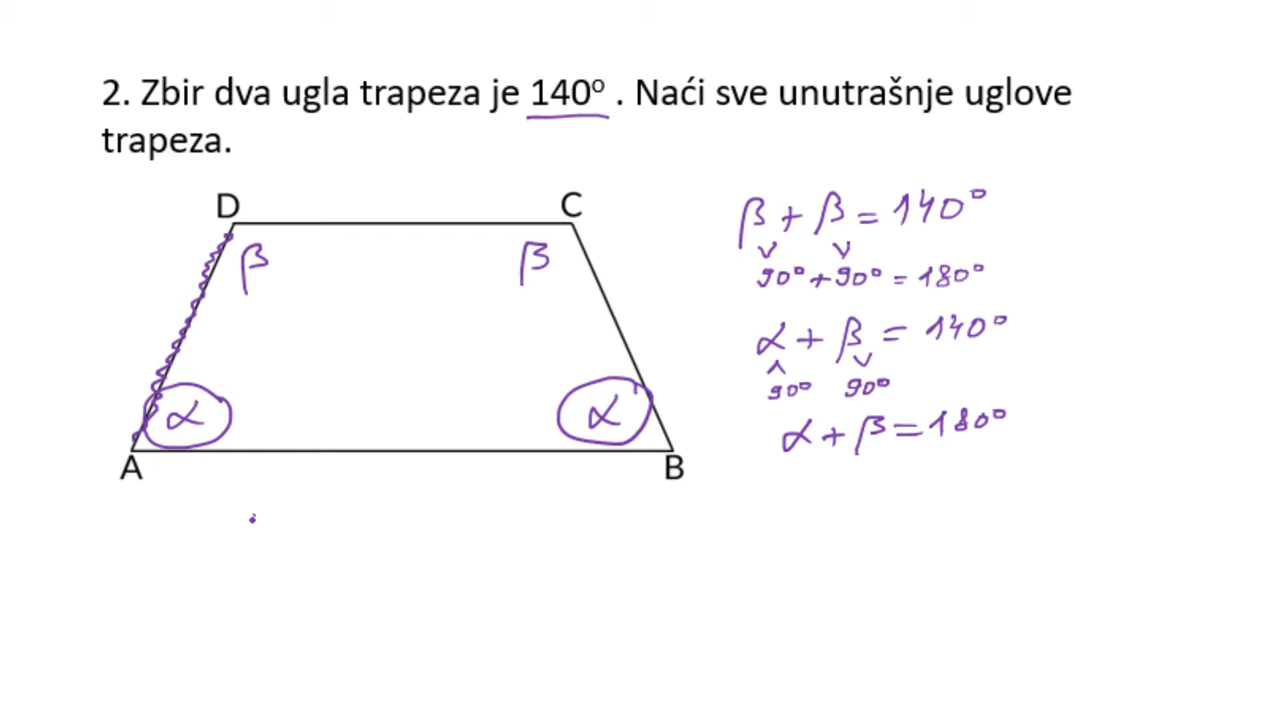 2. Zbir dva ugla trapeza je 140° . Naći sve unutrašnje uglove
trapeza.
D C
β β
α α
A B
β + β = 140°
∨ ∨
90° + 90° = 180°
α + β = 140°
∧ ∨
90° 90°
α + β = 180°